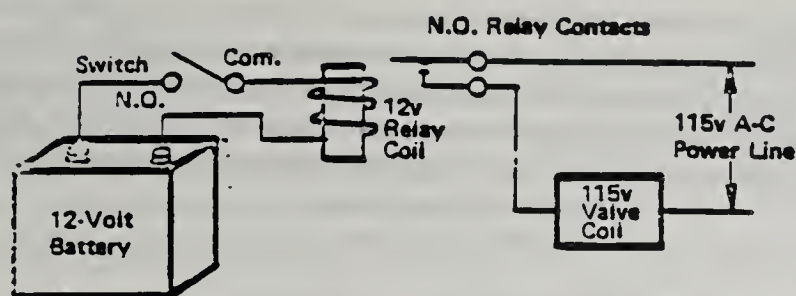 N.O. Relay Contacts
Switch
Com.
N.O.
12v
Relay
Coil
115v A-C
Power Line
115v
Valve
Coil
12-Volt
Battery